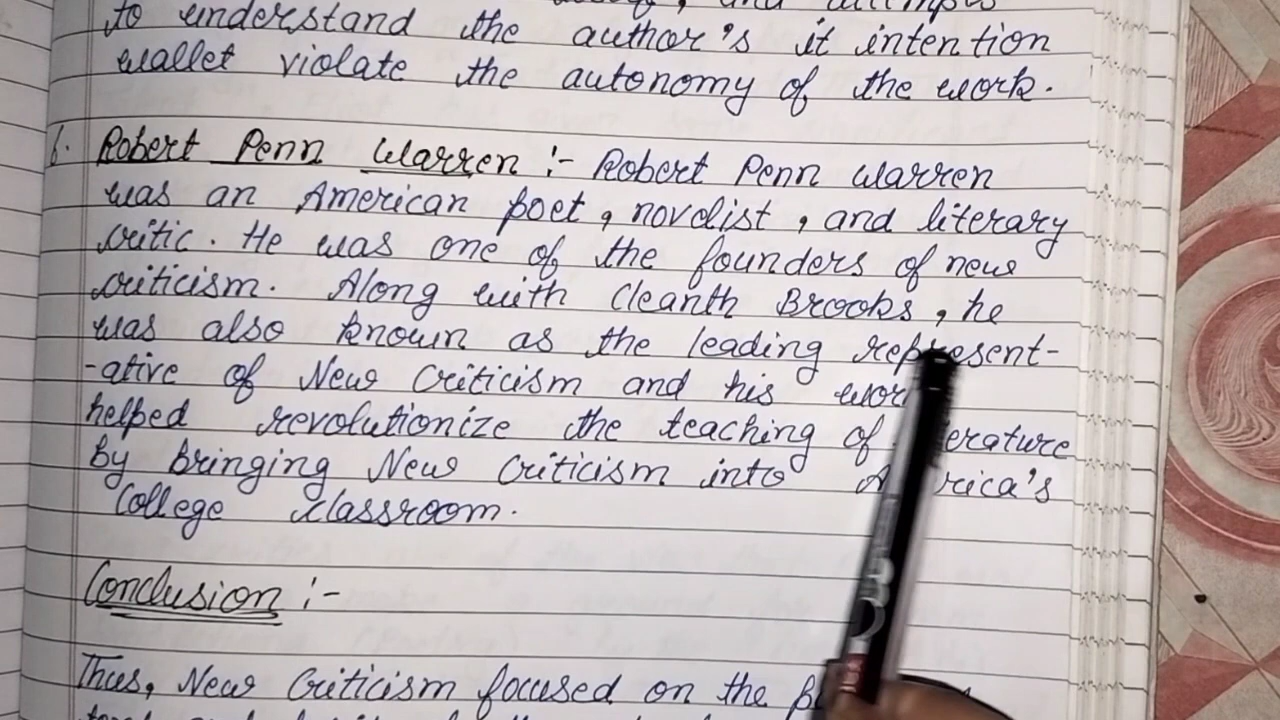 to understand the author's it intention
wallet violate the autonomy of the work.
6. Robert Penn Warren :- Robert Penn Warren
was an American poet, novelist, and literary
critic. He was one of the founders of new
criticism. Along with Cleanth Brooks, he
was also known as the leading represent-
-ative of New Criticism and his
helped revolutionize the teaching of
by bringing New Criticism into
College classroom.
Conclusion :-
Thus, New Criticism focused on the